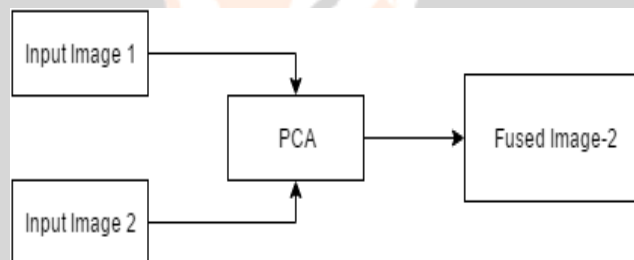 Input Image 1
PCA
Fused Image-2
Input Image 2